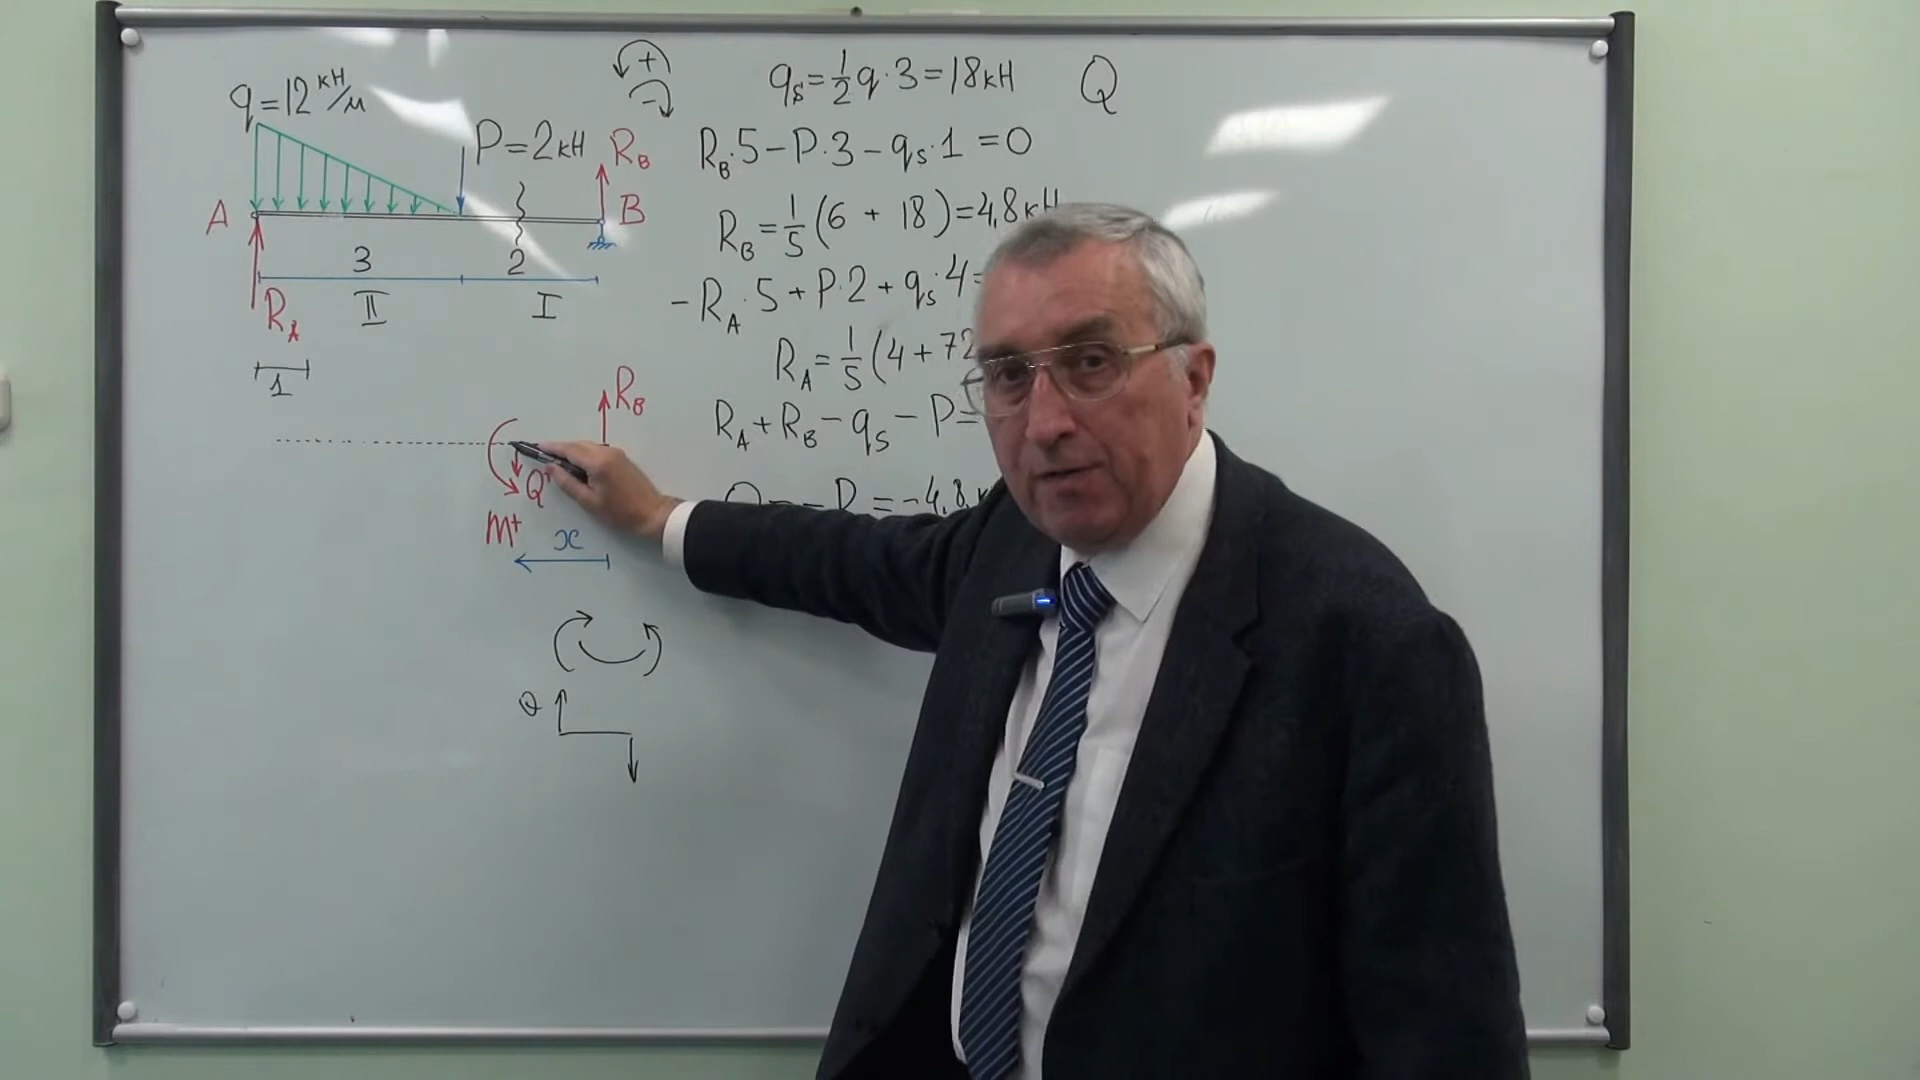 q=12 кН/м
P=2кН
R_B
A
B
3
2
II
I
R_A
1
R_B
Q⁺
M⁺
x
Q
+
-
q_s=1/2 q·3=18кН
Q
R_B·5-P·3-q_s·1=0
R_B=1/5(6+18)=4,8кН
-R_A·5+P·2+q_s·4=
R_A=1/5(4+72
R_A+R_B-q_s-P=
=-4,8